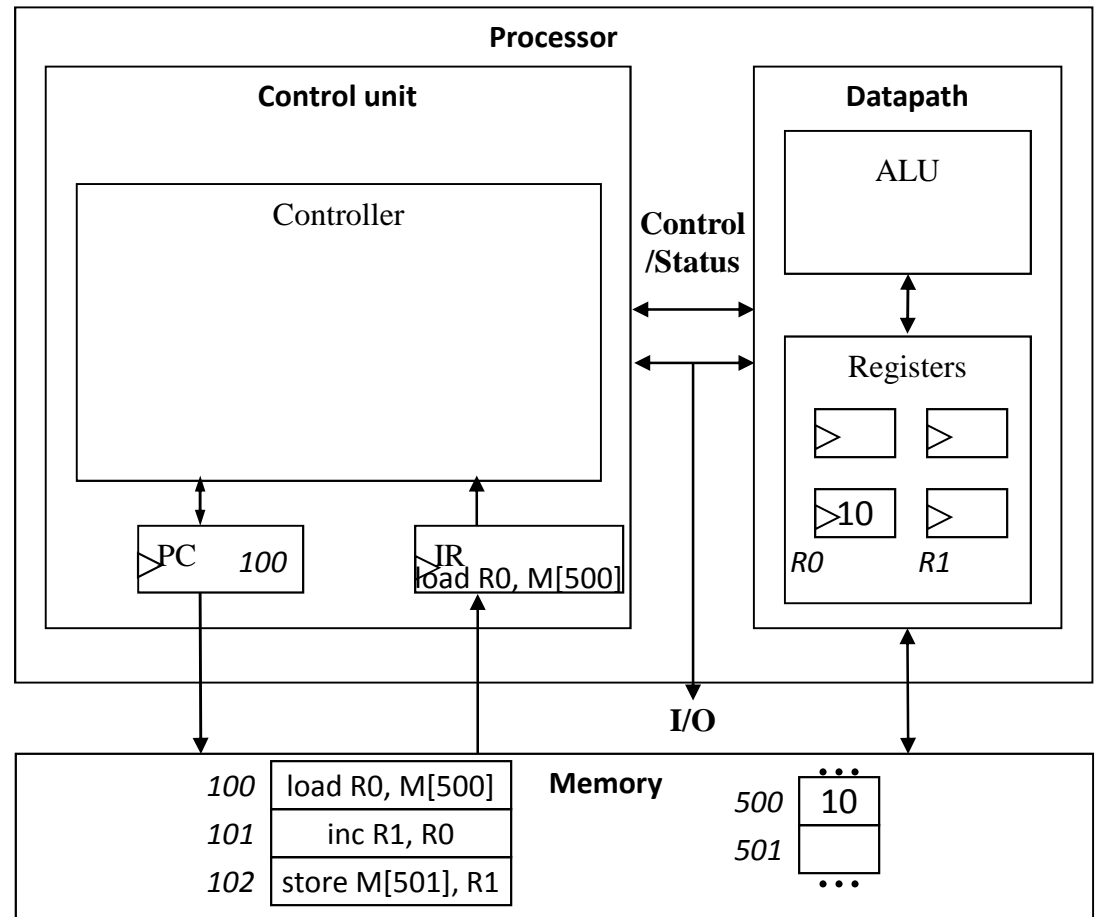 Processor
Control unit
Datapath
ALU
Controller
Control
/Status
Registers
10
R0 R1
PC 100
IR
load R0, M[500]
I/O
Memory
100 load R0, M[500]
101 inc R1, R0
102 store M[501], R1
•••
500 10
501
•••